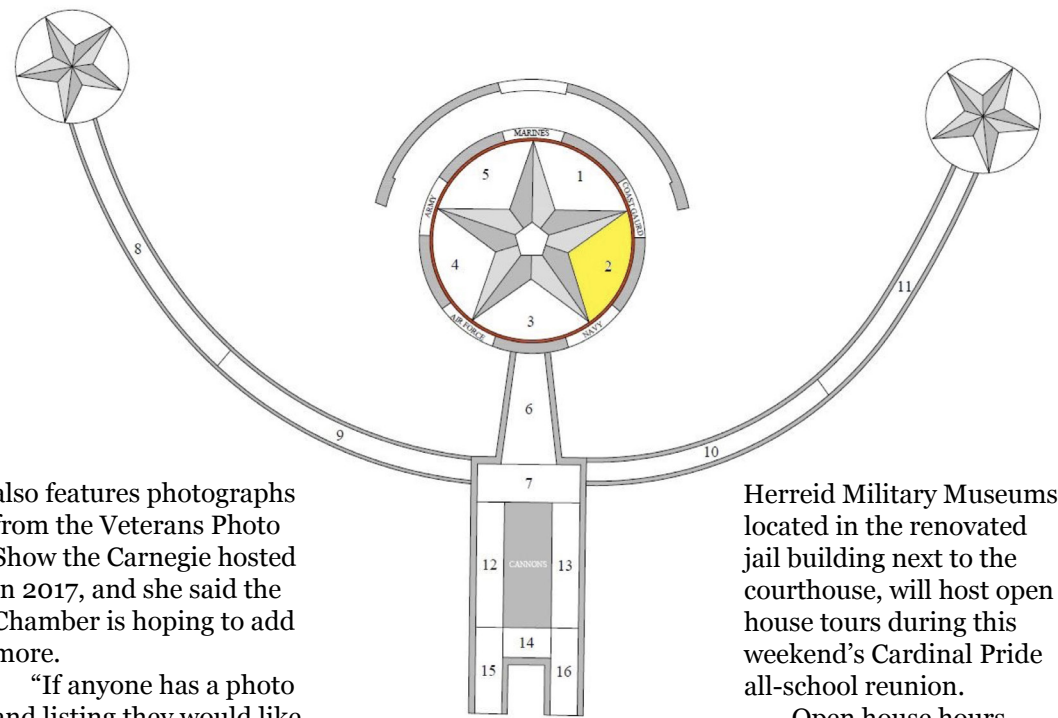 MARINES
5
1
ARMY
COAST GAURD
4
2
3
AIR FORCE
NAVY
8
11
6
9
10
7
12
CANNONS
13
14
15
16
also features photographs
from the Veterans Photo
Show the Carnegie hosted
in 2017, and she said the
Chamber is hoping to add
more.
“If anyone has a photo
and listing they would like
Herreid Military Museums
located in the renovated
jail building next to the
courthouse, will host open
house tours during this
weekend’s Cardinal Pride
all-school reunion.
Open house hours